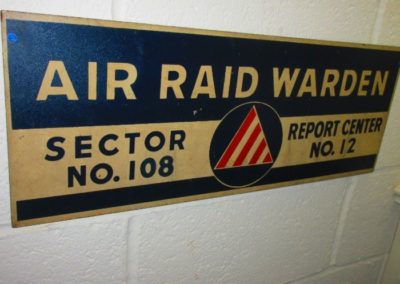 AIR RAID WARDEN
SECTOR
NO. 108
REPORT CENTER
NO. 12